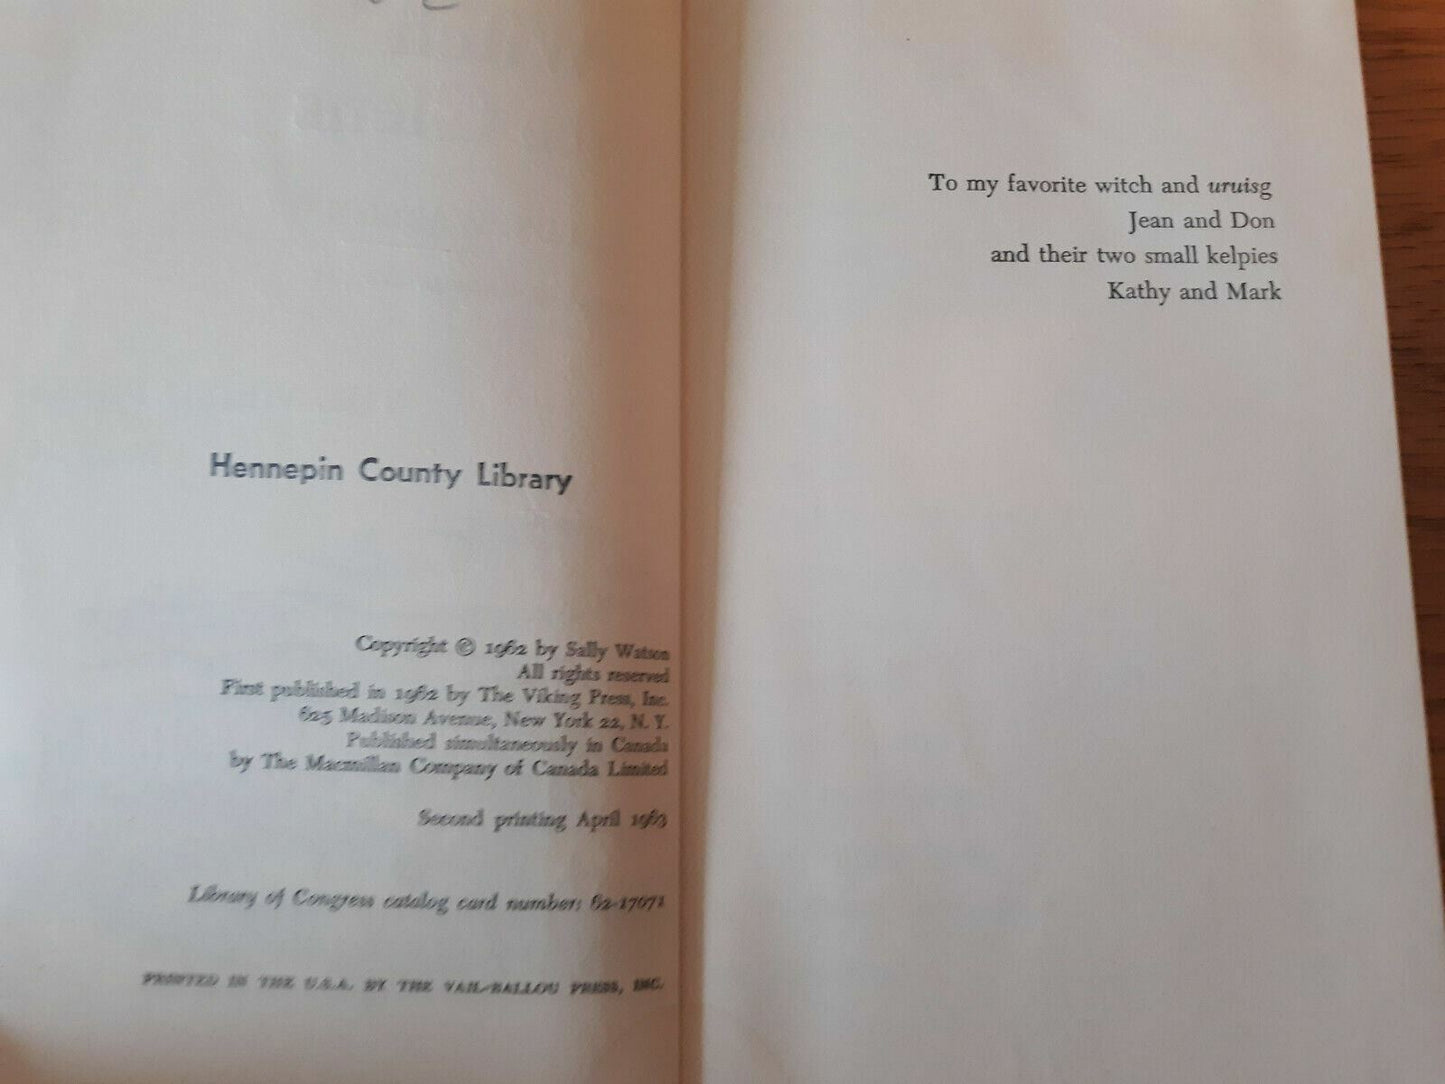 Hennepin County Library
Copyright © 1962 by Sally Watson
All rights reserved
First published in 1962 by The Viking Press, Inc.
625 Madison Avenue, New York 22, N. Y.
Published simultaneously in Canada
by The Macmillan Company of Canada Limited
Second printing April 1963
Library of Congress catalog card number: 62-17071
PRINTED IN THE U.S.A. BY THE VAIL-BALLOU PRESS, INC.
To my favorite witch and uruisg
Jean and Don
and their two small kelpies
Kathy and Mark